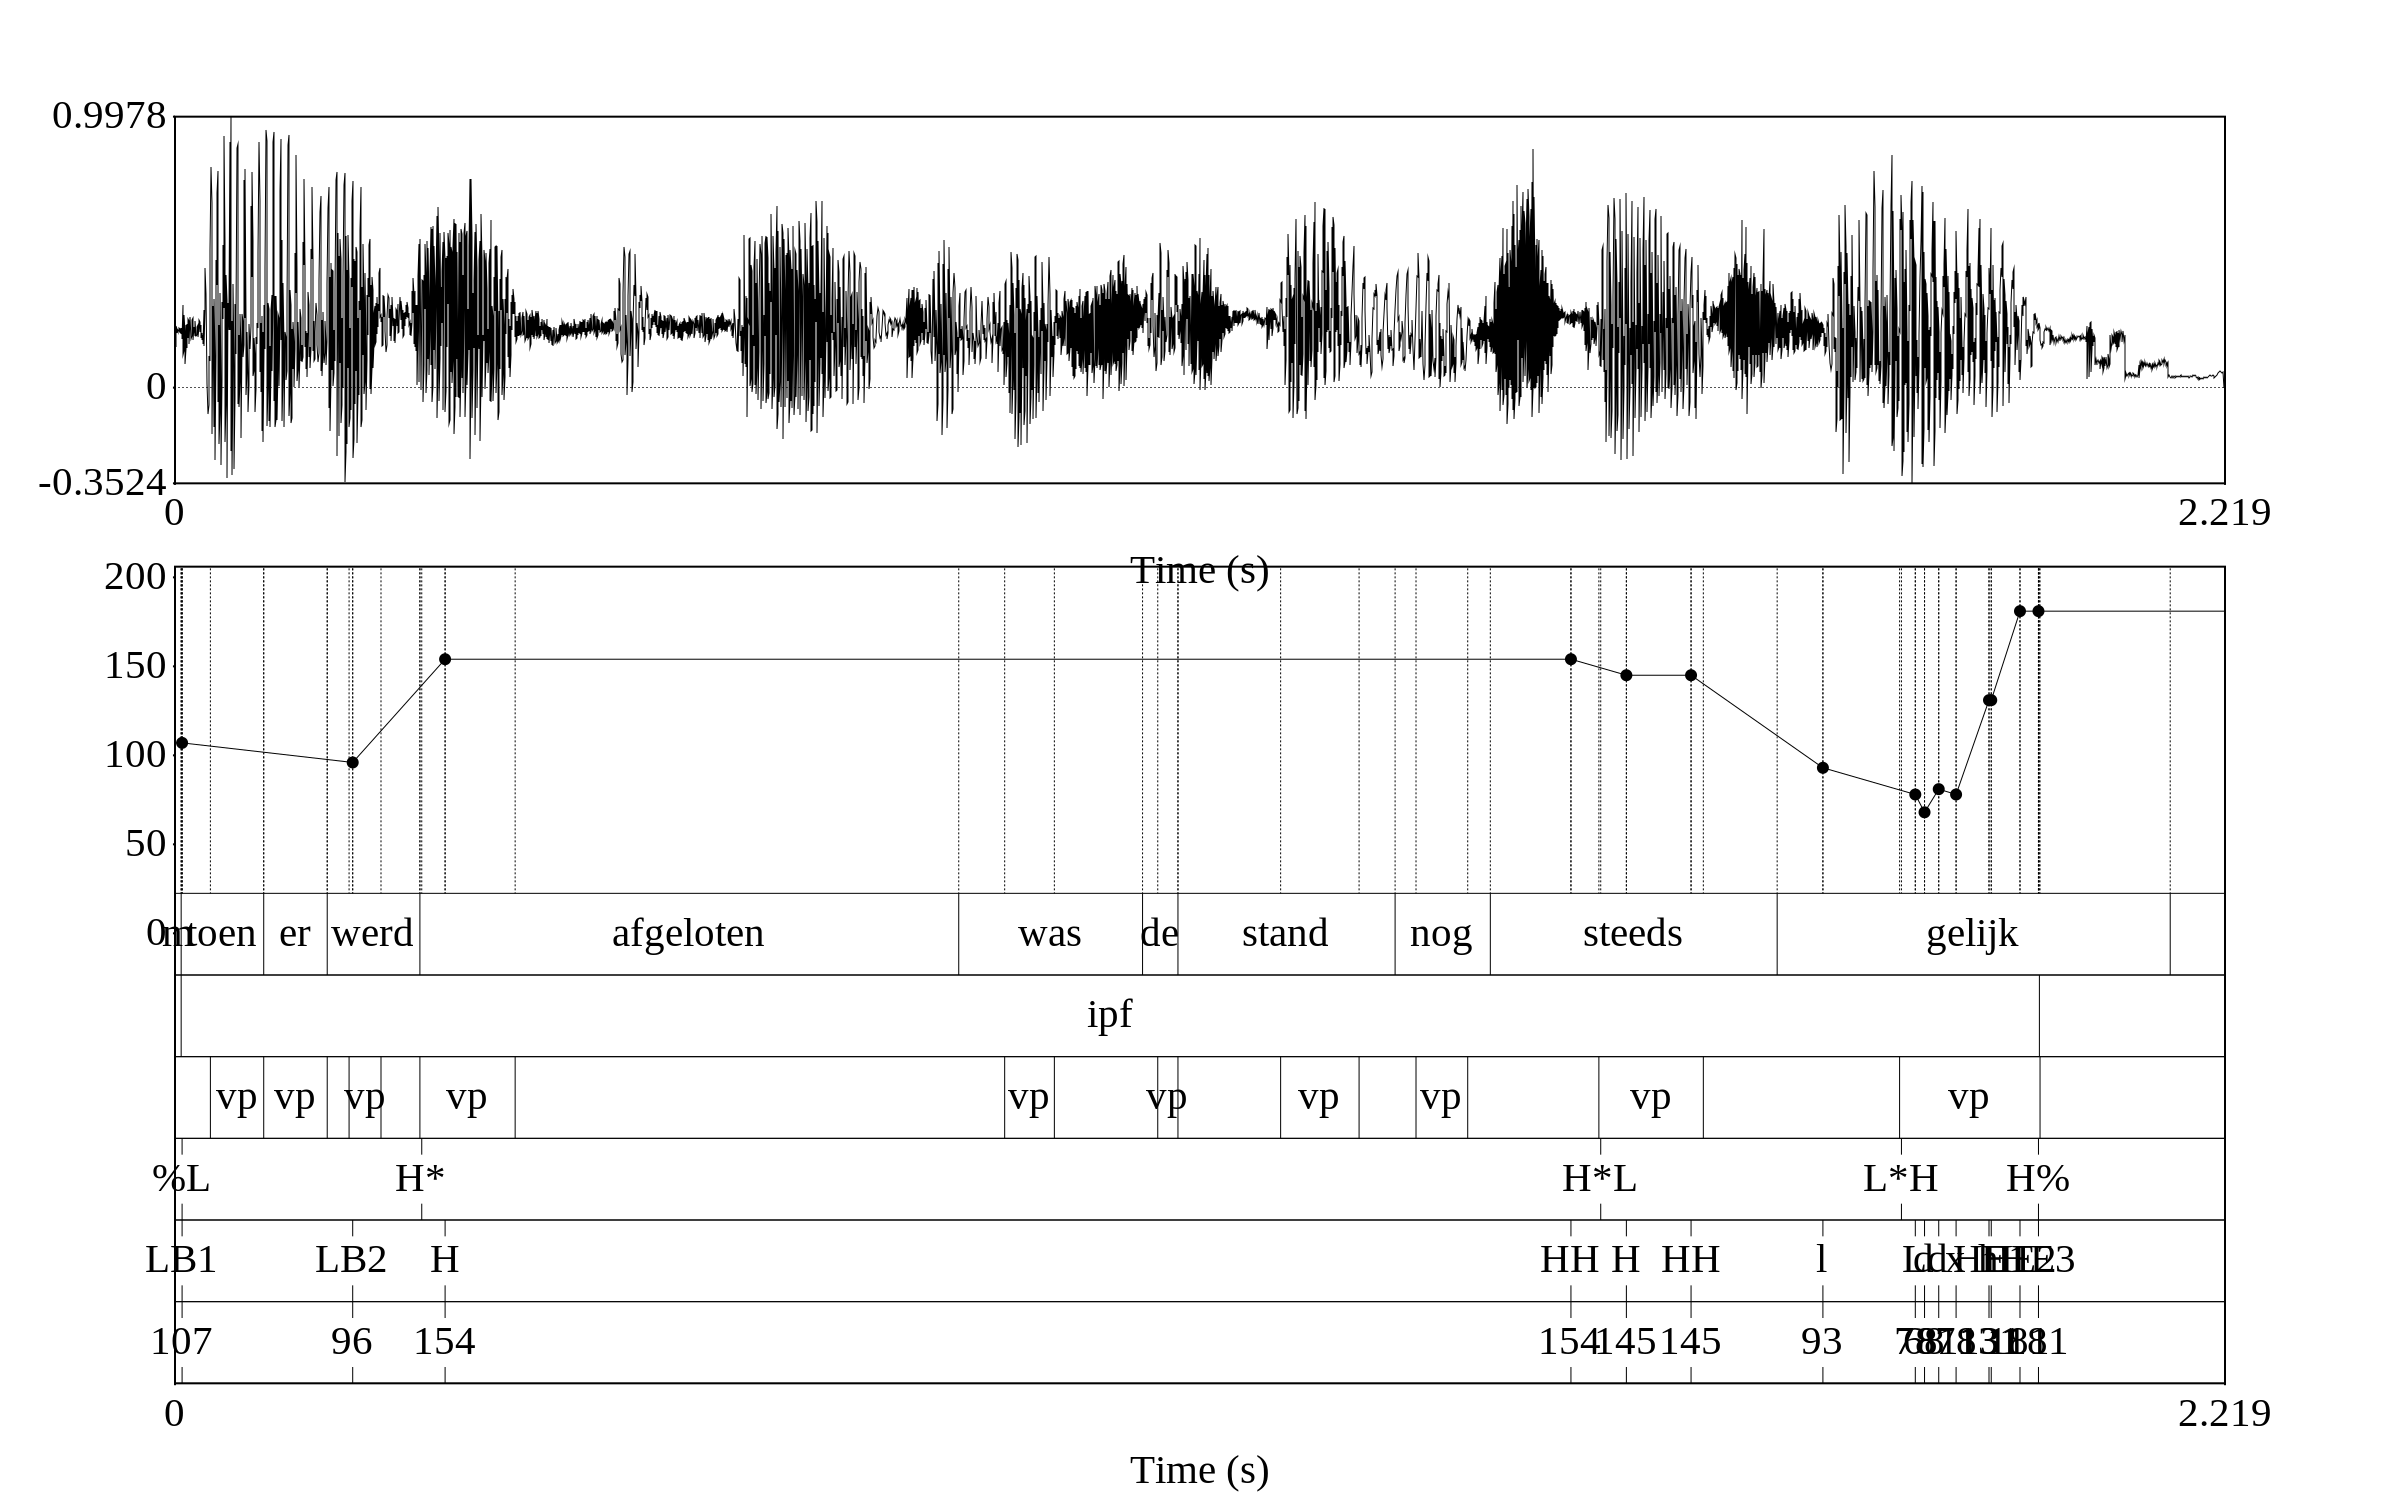 0.9978
0
-0.3524
0 2.219
Time (s)
200
150
100
50
0
toen er werd afgeloten was de stand nog steeds gelijk
ipf
vp vp vp vp vp vp vp vp vp vp
%L H* H*L L*H H%
LB1 LB2 H HH H HH l
107 96 154 154 145 145 93 181
0 2.219
Time (s)